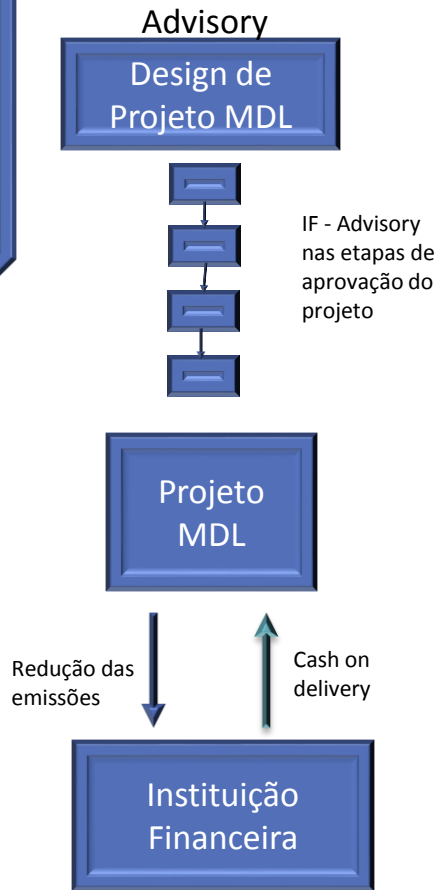 Advisory
Design de
Projeto MDL
IF - Advisory
nas etapas de
aprovação do
projeto
Projeto
MDL
Redução das
emissões
Cash on
delivery
Instituição
Financeira